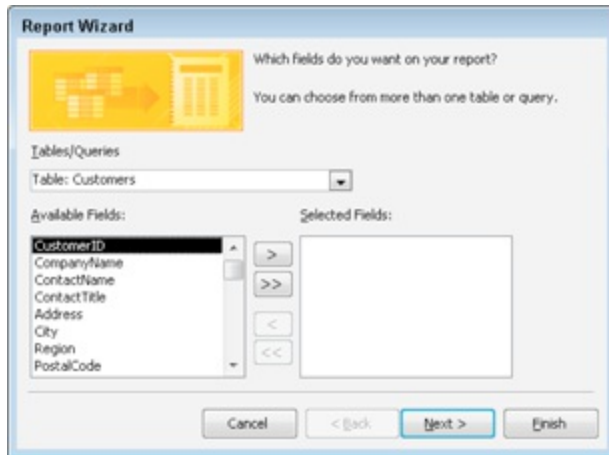 Report Wizard
Which fields do you want on your report?
You can choose from more than one table or query.
Tables/Queries
Table: Customers
Available Fields:
Selected Fields:
CustomerID
CompanyName
ContactName
ContactTitle
Address
City
Region
PostalCode
>
>>
<
<<
Cancel
< Back
Next >
Finish